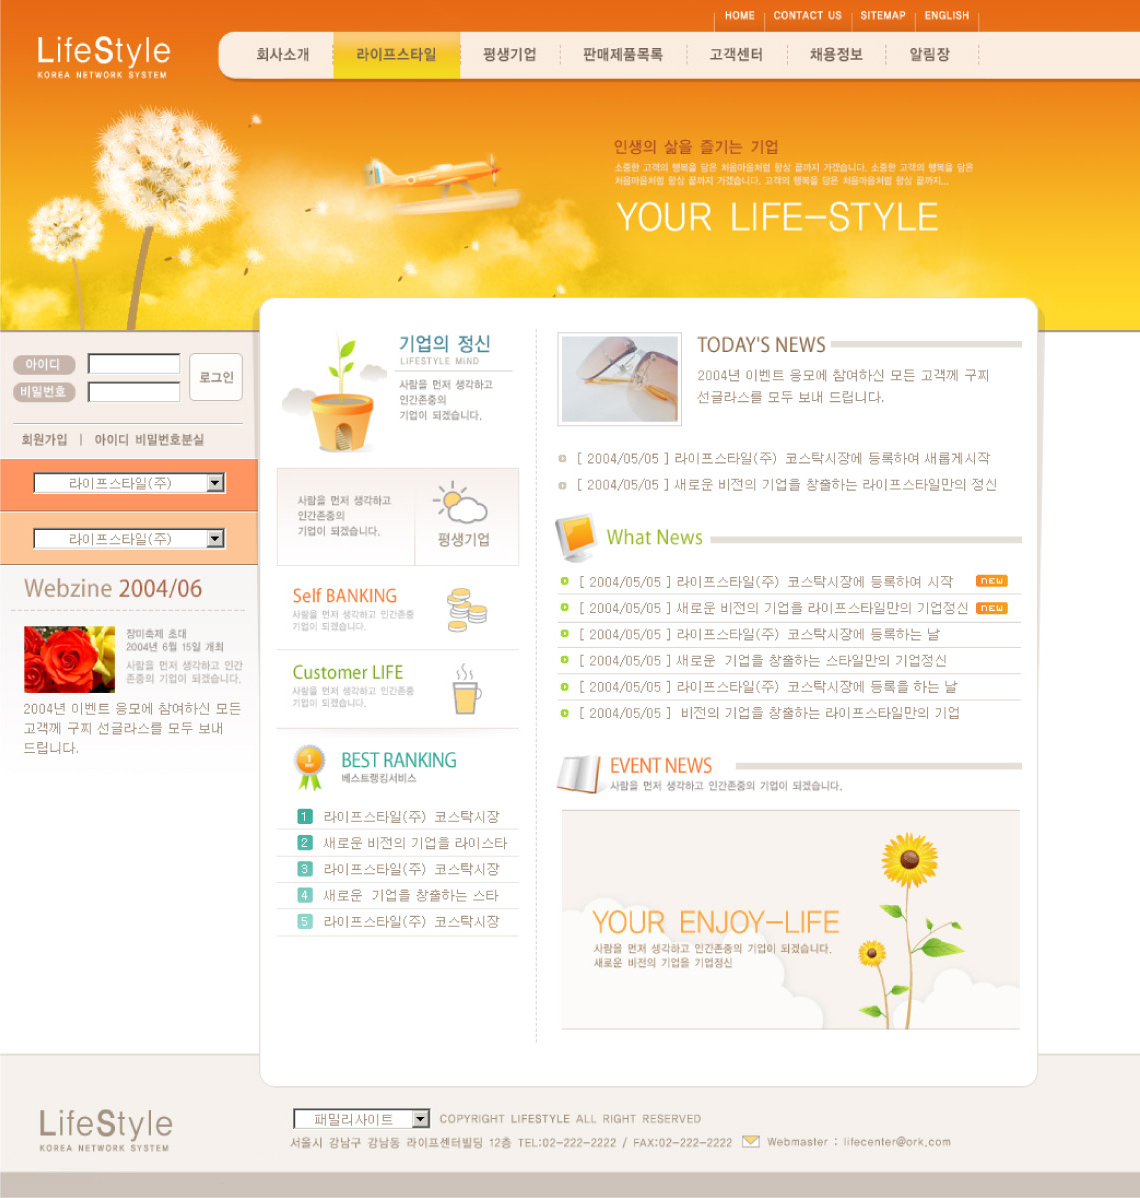 HOME
CONTACT US
SITEMAP
ENGLISH
LifeStyle
KOREA NETWORK SYSTEM
회사소개
라이프스타일
평생기업
판매제품목록
고객센터
채용정보
알림장
인생의 삶을 즐기는 기업
소중한 고객의 행복을 담은 처음마음처럼 항상 끝까지 가겠습니다. 소중한 고객의 행복을 담은
처음마음처럼 항상 끝까지 가겠습니다. 고객의 행복을 담은 처음마음처럼 항상 끝까지...
YOUR LIFE-STYLE
아이디
비밀번호
로그인
회원가입 | 아이디 비밀번호분실
라이프스타일(주)
라이프스타일(주)
Webzine 2004/06
장미축제 초대
2004년 6월 15일 개최
사람을 먼저 생각하고 인간
존중의 기업이 되겠습니다.
2004년 이벤트 응모에 참여하신 모든
고객께 구찌 선글라스를 모두 보내
드립니다.
기업의 정신
LIFESTYLE MIND
사람을 먼저 생각하고
인간존중의
기업이 되겠습니다.
사람을 먼저 생각하고
인간존중의
기업이 되겠습니다.
평생기업
Self BANKING
사람을 먼저 생각하고 인간존중
기업이 되겠습니다.
Customer LIFE
사람을 먼저 생각하고 인간존중
기업이 되겠습니다.
1
BEST RANKING
베스트랭킹서비스
1 라이프스타일(주) 코스탁시장
2 새로운 비전의 기업을 라이스타
3 라이프스타일(주) 코스탁시장
4 새로운 기업을 창출하는 스타
5 라이프스타일(주) 코스탁시장
TODAY'S NEWS
2004년 이벤트 응모에 참여하신 모든 고객께 구찌
선글라스를 모두 보내 드립니다.
[ 2004/05/05 ] 라이프스타일(주) 코스탁시장에 등록하여 새롭게시작
[ 2004/05/05 ] 새로운 비전의 기업을 창출하는 라이프스타일만의 정신
What News
[ 2004/05/05 ] 라이프스타일(주) 코스탁시장에 등록하여 시작 NEW
[ 2004/05/05 ] 새로운 비전의 기업을 라이프스타일만의 기업정신 NEW
[ 2004/05/05 ] 라이프스타일(주) 코스탁시장에 등록하는 날
[ 2004/05/05 ] 새로운 기업을 창출하는 스타일만의 기업정신
[ 2004/05/05 ] 라이프스타일(주) 코스탁시장에 등록을 하는 날
[ 2004/05/05 ] 비전의 기업을 창출하는 라이프스타일만의 기업
EVENT NEWS
사람을 먼저 생각하고 인간존중의 기업이 되겠습니다.
YOUR ENJOY-LIFE
사람을 먼저 생각하고 인간존중의 기업이 되겠습니다.
새로운 비전의 기업을 기업정신
LifeStyle
KOREA NETWORK SYSTEM
패밀리사이트
COPYRIGHT LIFESTYLE ALL RIGHT RESERVED
서울시 강남구 강남동 라이프센터빌딩 12층 TEL:02-222-2222 / FAX:02-222-2222
Webmaster : lifecenter@ork.com